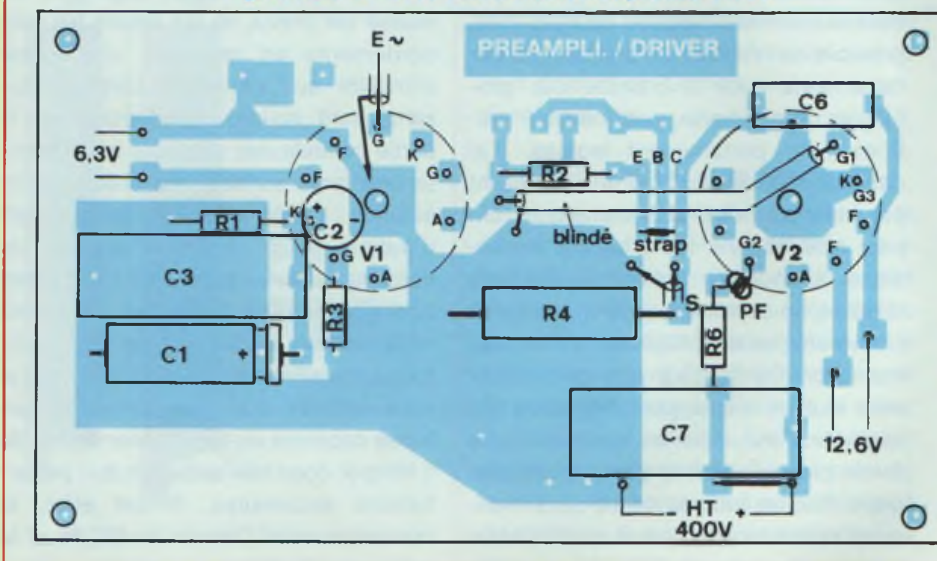 E ~
PREAMPLI. / DRIVER
C6
6,3V
F
G
K
E B C
G1
F
G
R2
K
G3
R1
K
G
C2
+
-
A
F
blindé
strap
V1
G2
V2
F
C3
G
A
A
S
PF
R3
R4
R6
C1
+
C7
12,6V
- HT +
400V